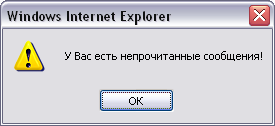 Windows Internet Explorer
У Вас есть непрочитанные сообщения!
OK